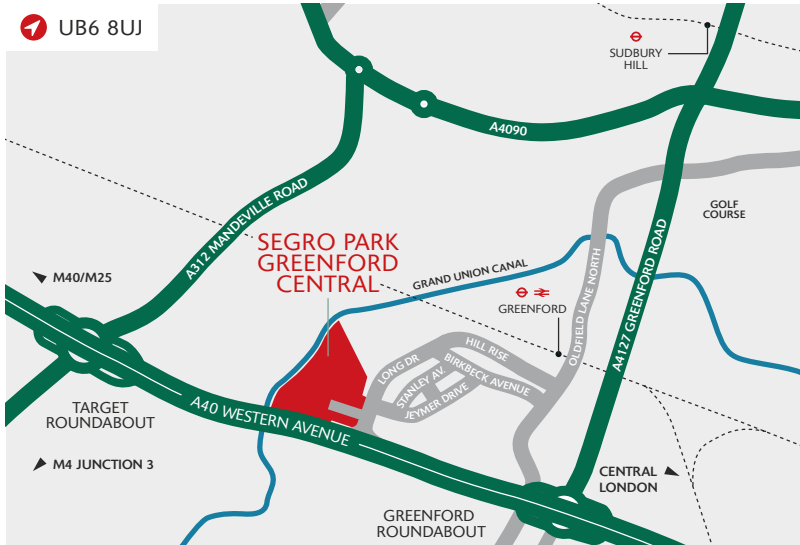 UB6 8UJ
SUDBURY
HILL
A4090
A312 MANDEVILLE ROAD
GOLF
COURSE
SEGRO PARK
GREENFORD
CENTRAL
M40/M25
GRAND UNION CANAL
GREENFORD
OLDFIELD LANE NORTH
A4127 GREENFORD ROAD
HILL RISE
LONG DR
BIRKBECK AVENUE
STANLEY AV.
JEYMER DRIVE
TARGET
ROUNDABOUT
A40 WESTERN AVENUE
M4 JUNCTION 3
CENTRAL
LONDON
GREENFORD
ROUNDABOUT